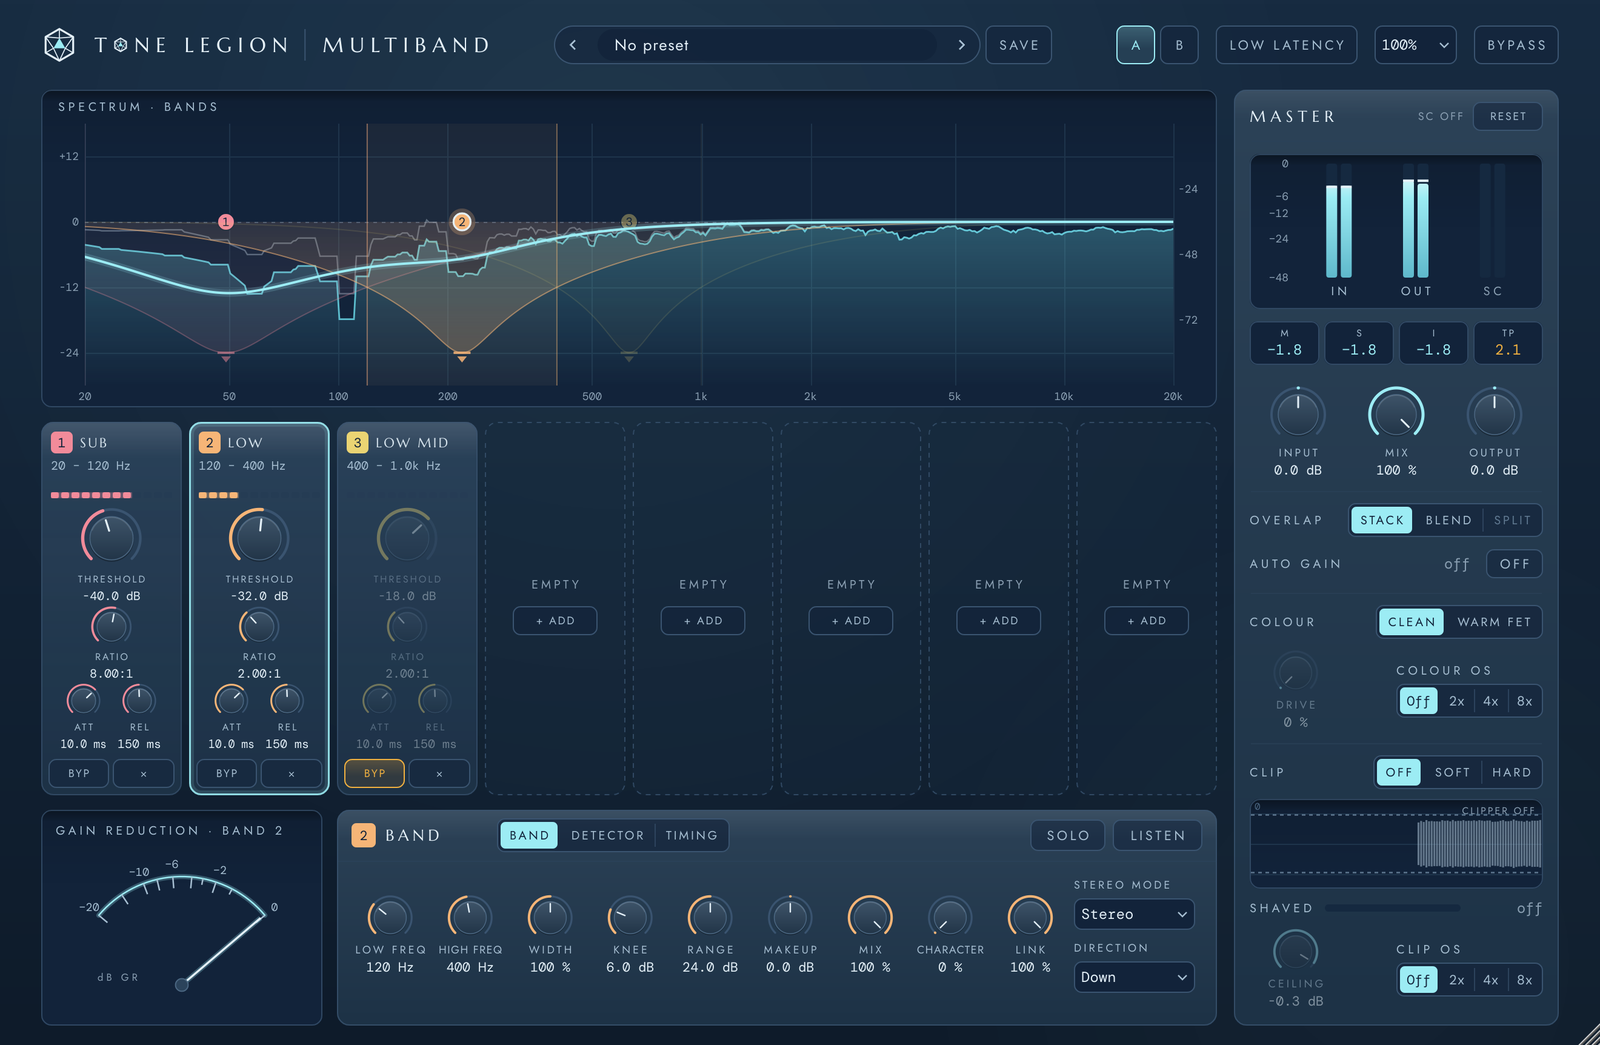 TONE LEGION MULTIBAND
No preset
SAVE
A B
LOW LATENCY
100%
BYPASS
SPECTRUM · BANDS
+12
0
-12
-24
-24
-48
-72
1 2 3
20 50 100 200 500 1k 2k 5k 10k 20k
1 SUB
20 - 120 Hz
THRESHOLD
-40.0 dB
RATIO
8.00:1
ATT REL
10.0 ms 150 ms
BYP ×
2 LOW
120 - 400 Hz
THRESHOLD
-32.0 dB
RATIO
2.00:1
ATT REL
10.0 ms 150 ms
BYP ×
3 LOW MID
400 - 1.0k Hz
THRESHOLD
-18.0 dB
RATIO
2.00:1
ATT REL
10.0 ms 150 ms
BYP ×
EMPTY
+ ADD
EMPTY
+ ADD
EMPTY
+ ADD
EMPTY
+ ADD
EMPTY
+ ADD
GAIN REDUCTION · BAND 2
-20 -10 -6 -2 0
dB GR
2 BAND
BAND DETECTOR TIMING
SOLO LISTEN
LOW FREQ HIGH FREQ WIDTH KNEE RANGE MAKEUP MIX CHARACTER LINK
120 Hz 400 Hz 100 % 6.0 dB 24.0 dB 0.0 dB 100 % 0 % 100 %
STEREO MODE
Stereo
DIRECTION
Down
MASTER
SC OFF RESET
0
-6
-12
-24
-48
IN OUT SC
M S I TP
-1.8 -1.8 -1.8 2.1
INPUT MIX OUTPUT
0.0 dB 100 % 0.0 dB
OVERLAP STACK BLEND SPLIT
AUTO GAIN off OFF
COLOUR CLEAN WARM FET
DRIVE
0 %
COLOUR OS
Off 2x 4x 8x
CLIP OFF SOFT HARD
0
CLIPPER OFF
SHAVED off
CEILING
-0.3 dB
CLIP OS
Off 2x 4x 8x